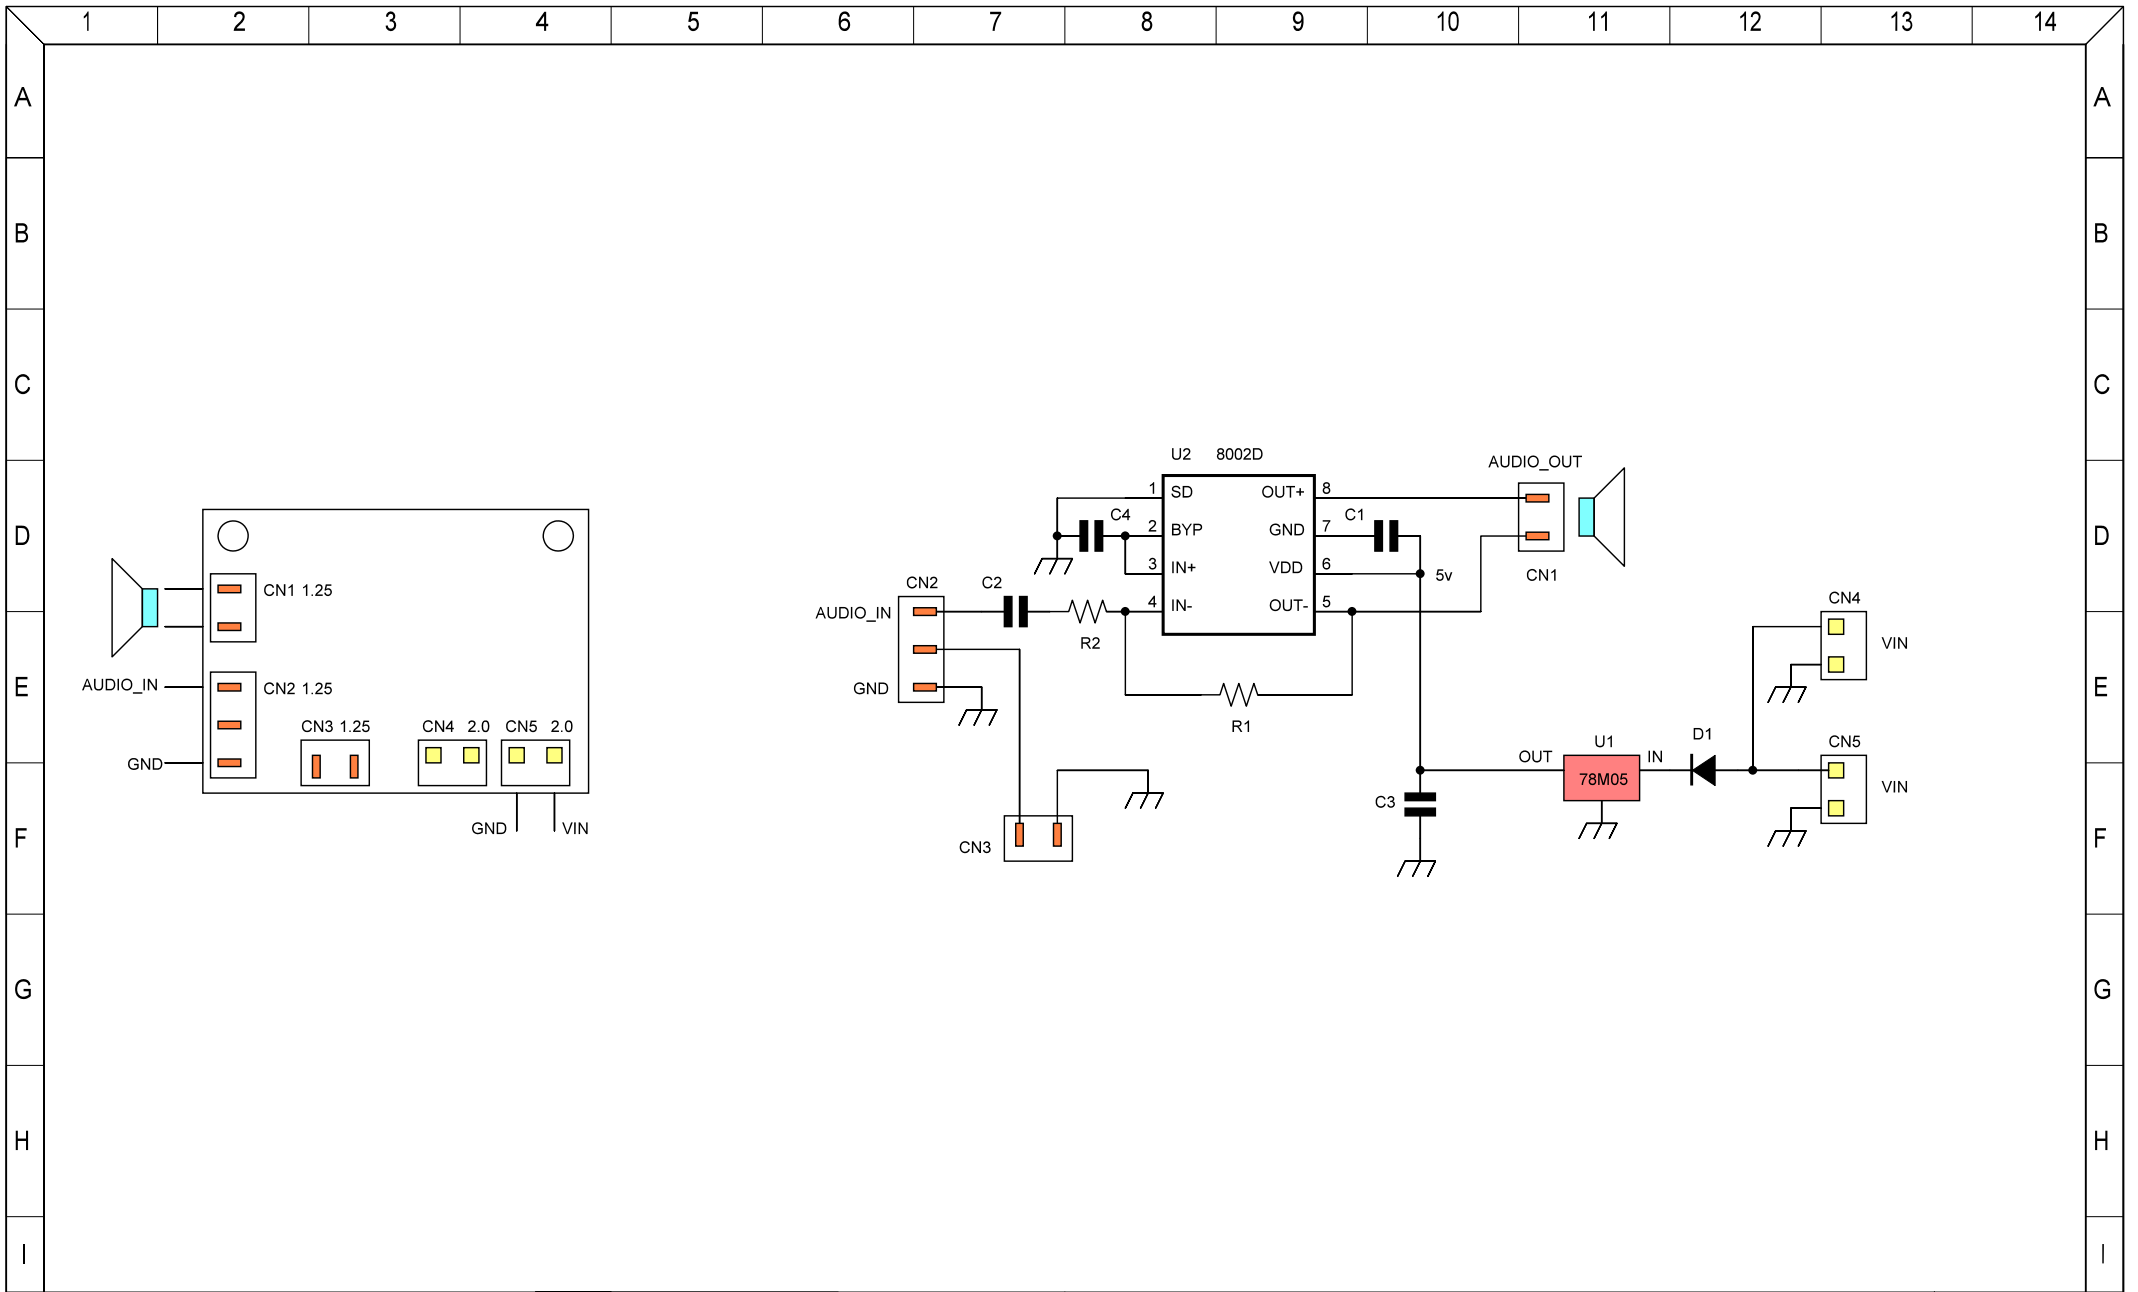 1 2 3 4 5 6 7 8 9 10 11 12 13 14
A A
B B
C C
D D
E E
F F
G G
H H
I I
CN1 1.25
AUDIO_IN
CN2 1.25
GND
CN3 1.25
CN4 2.0
CN5 2.0
GND
VIN
U2 8002D
1 SD
2 BYP
3 IN+
4 IN-
OUT+ 8
GND 7
VDD 6
OUT- 5
C4
C1
5v
AUDIO_OUT
CN1
CN2
AUDIO_IN
GND
C2
R2
R1
CN3
C3
OUT
U1
78M05
IN
D1
CN4
VIN
CN5
VIN